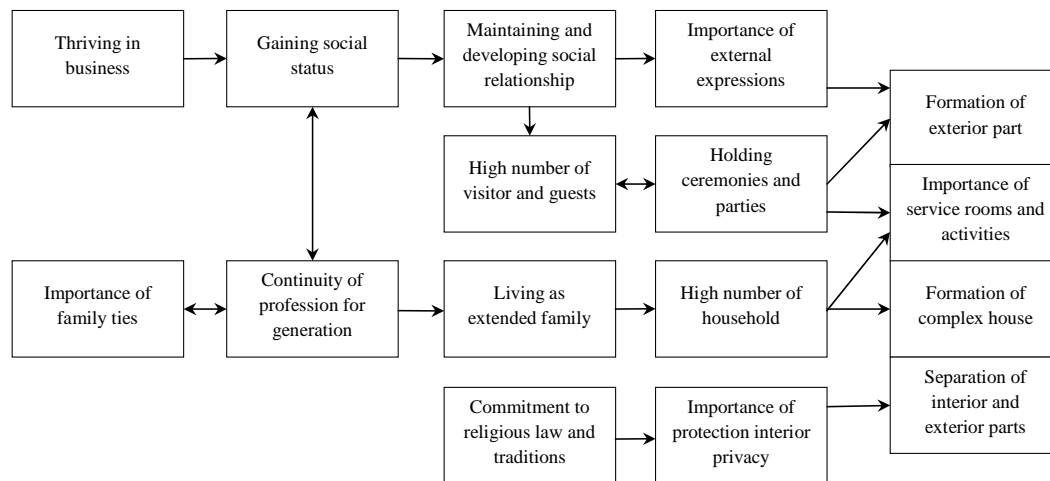 Thriving in
business
Gaining social
status
Maintaining and
developing social
relationship
Importance of
external
expressions
Formation of
exterior part
High number of
visitor and guests
Holding
ceremonies and
parties
Importance of
service rooms and
activities
Importance of
family ties
Continuity of
profession for
generation
Living as
extended family
High number of
household
Formation of
complex house
Commitment to
religious law and
traditions
Importance of
protection interior
privacy
Separation of
interior and
exterior parts